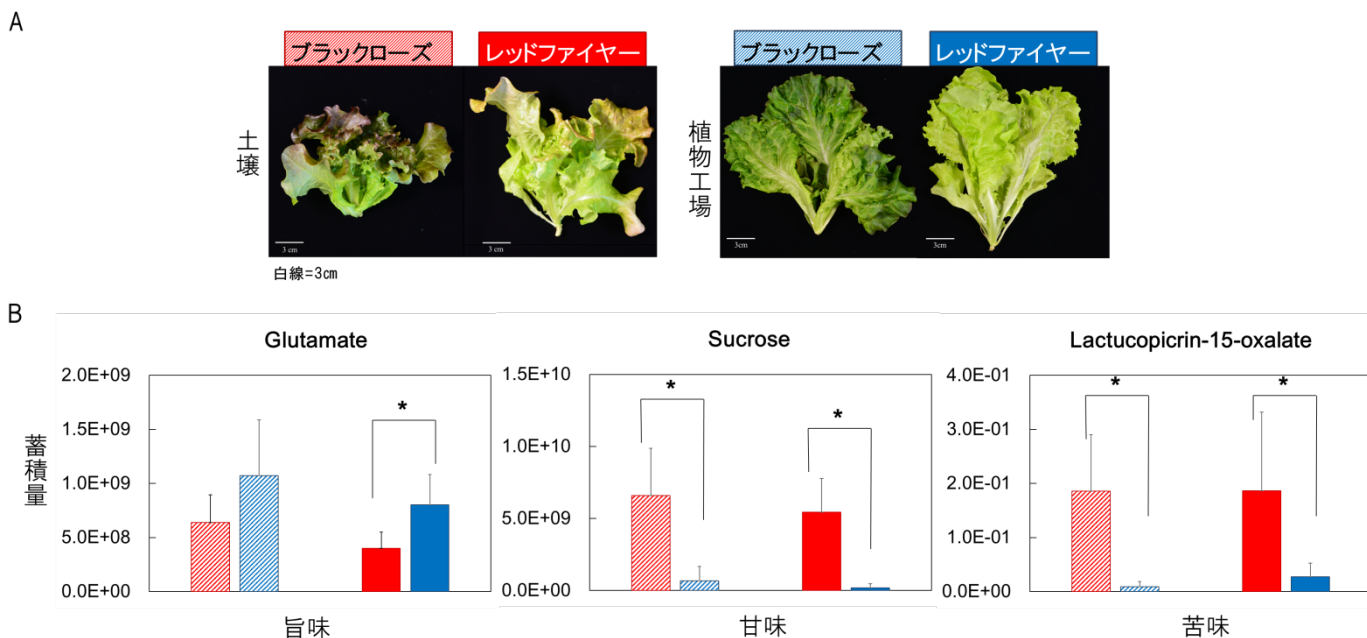 A
ブラックローズ
レッドファイヤー
土壌
3 cm
3 cm
白線=3㎝
ブラックローズ
レッドファイヤー
植物工場
3cm
3cm
B
蓄積量
Glutamate
2.0E+09
1.5E+09
1.0E+09
5.0E+08
0.0E+00
*
旨味
Sucrose
1.5E+10
1.0E+10
5.0E+09
0.0E+00
*
*
甘味
Lactucopicrin-15-oxalate
4.0E-01
3.0E-01
2.0E-01
1.0E-01
0.0E+00
*
*
苦味